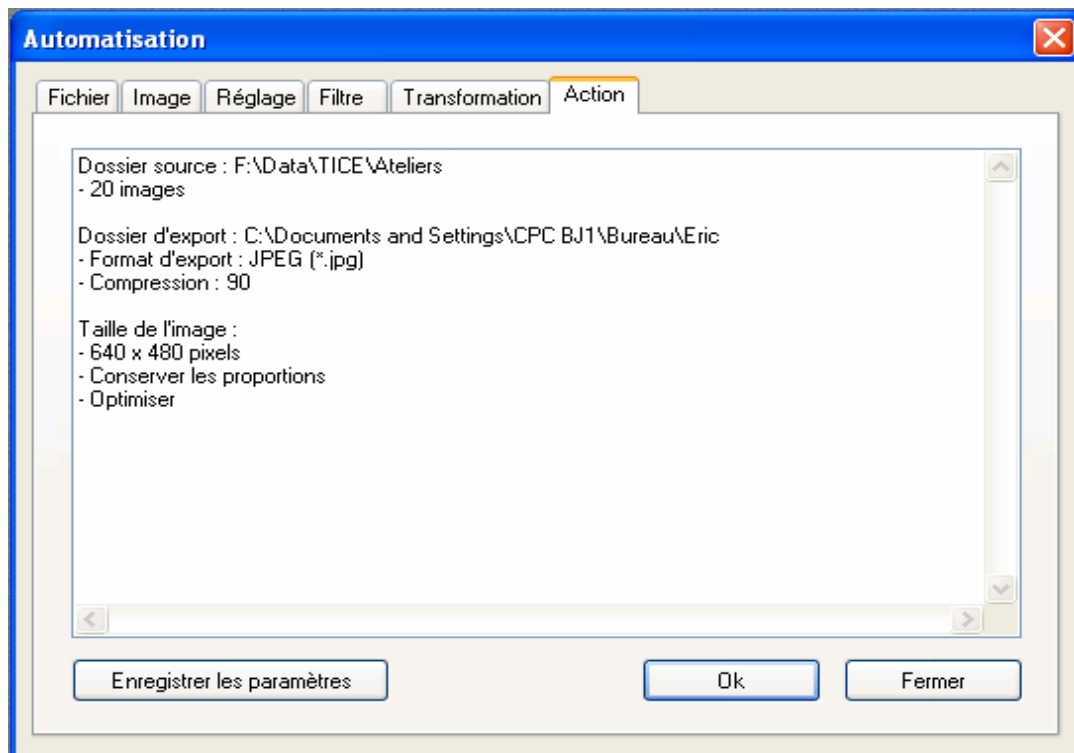 Automatisation
Fichier Image Réglage Filtre Transformation Action
Dossier source : F:\Data\TICE\Ateliers
- 20 images
Dossier d'export : C:\Documents and Settings\CPC BJ1\Bureau\Eric
- Format d'export : JPEG (*.jpg)
- Compression : 90
Taille de l'image :
- 640 x 480 pixels
- Conserver les proportions
- Optimiser
Enregistrer les paramètres Ok Fermer